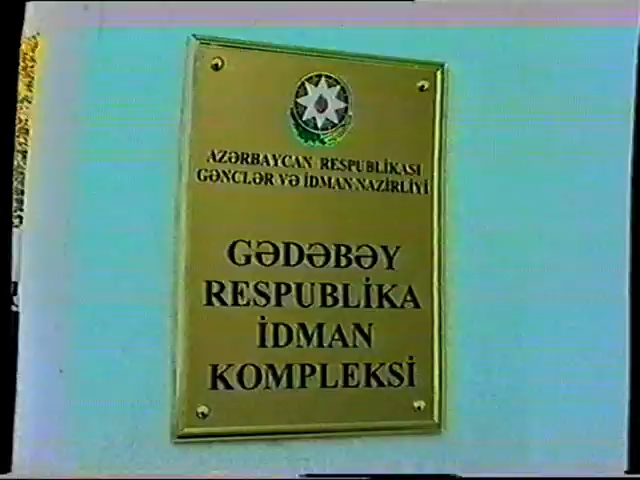 AZƏRBAYCAN RESPUBLİKASI
GƏNCLƏR VƏ İDMAN NAZİRLİYİ
GƏDƏBƏY
RESPUBLİKA
İDMAN
KOMPLEKSİ